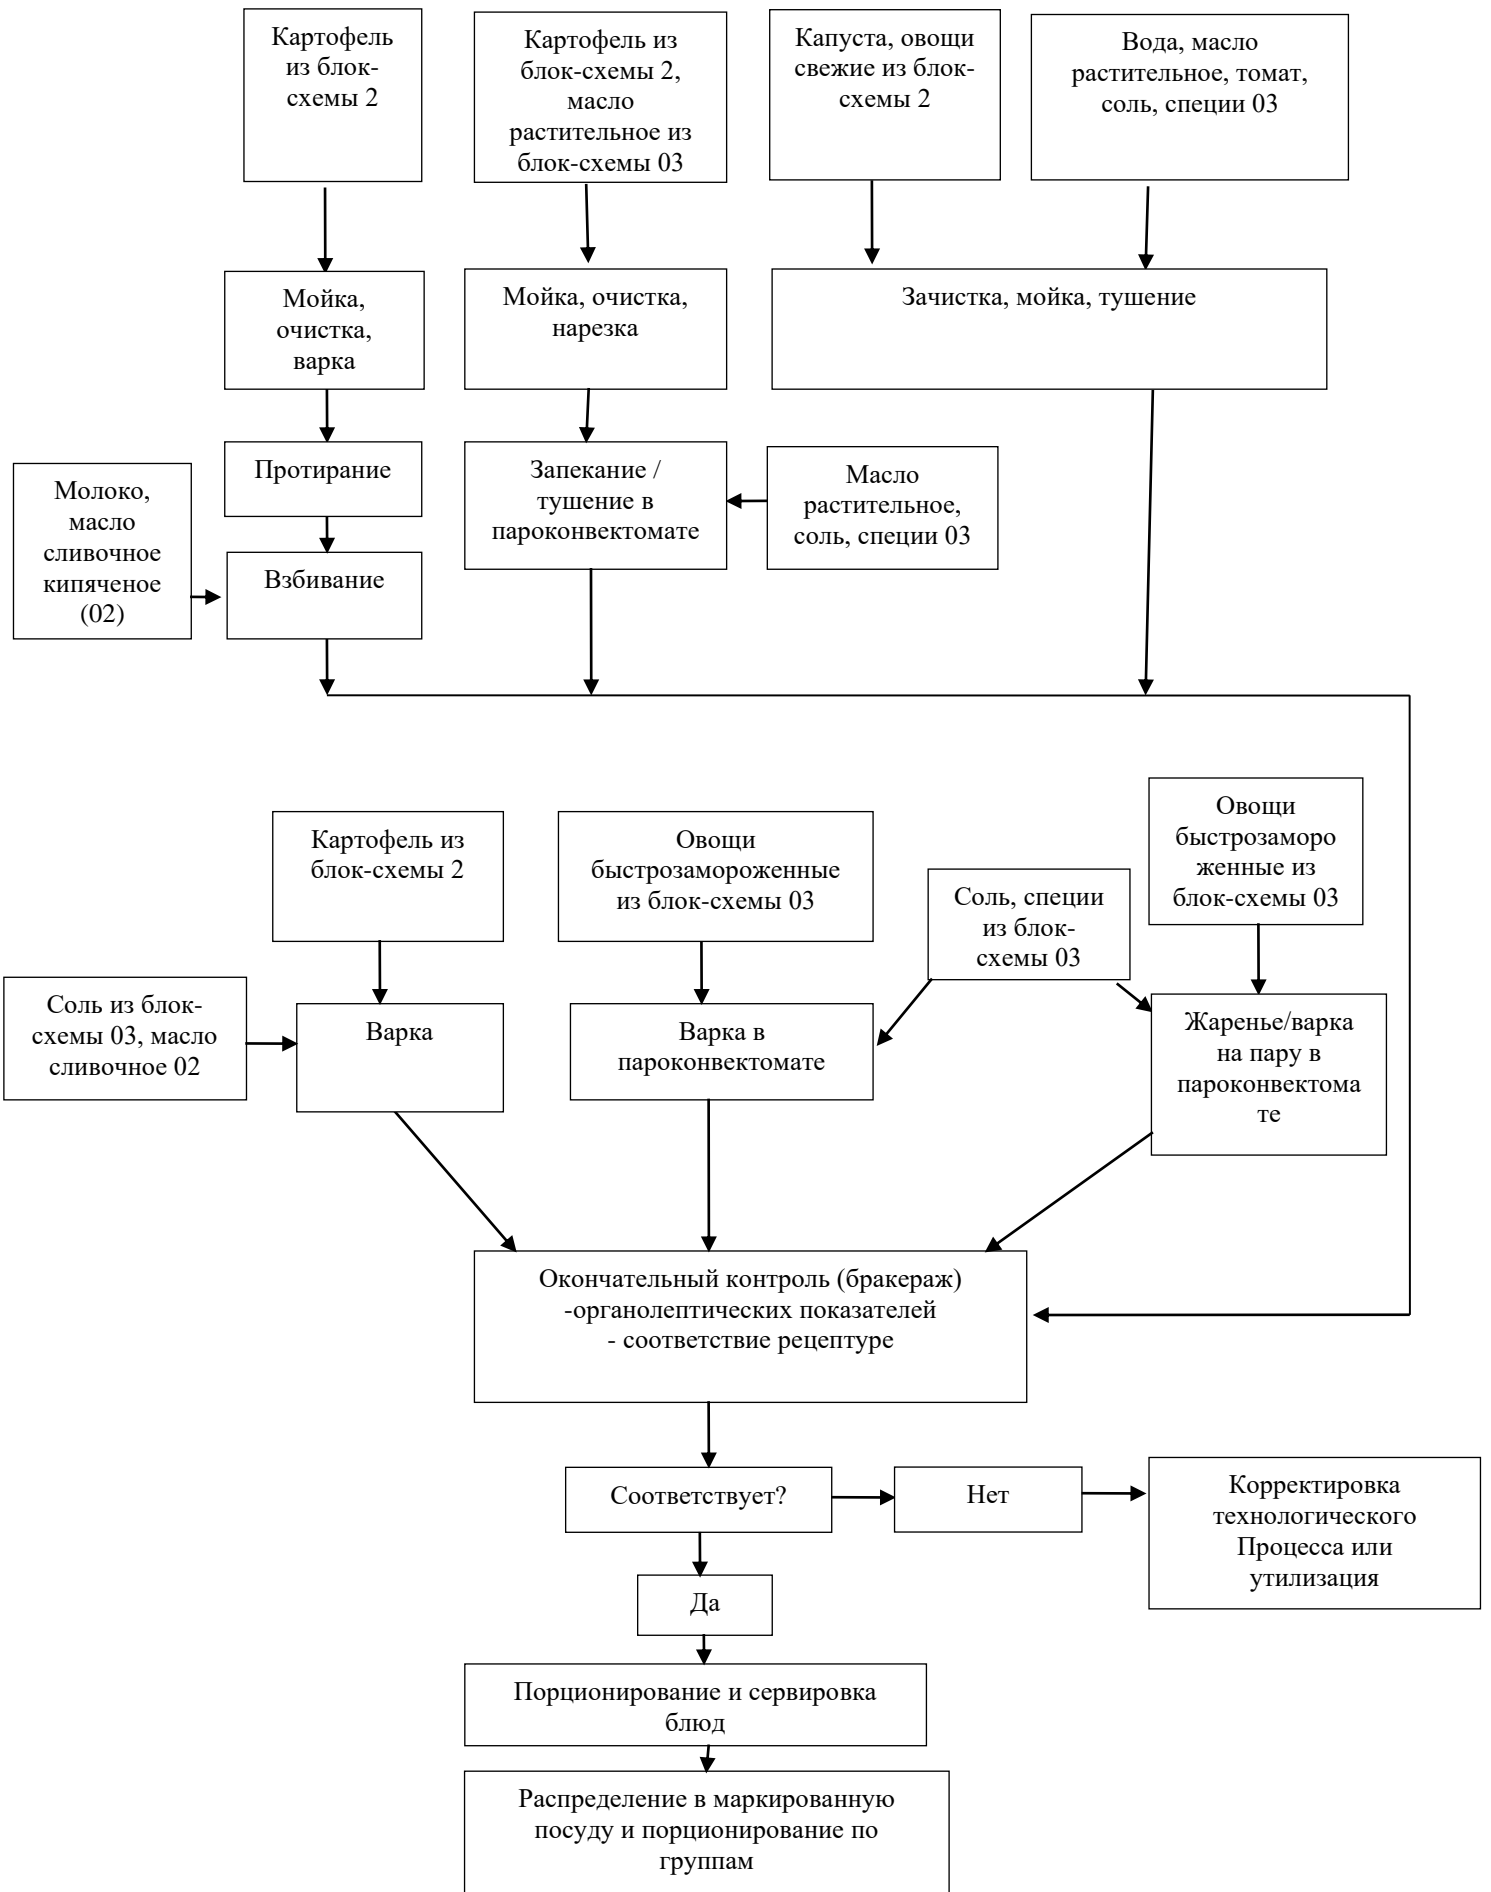 Картофель
из блок-
схемы 2
Картофель из
блок-схемы 2,
масло
растительное из
блок-схемы 03
Капуста, овощи
свежие из блок-
схемы 2
Вода, масло
растительное, томат,
соль, специи 03
Мойка,
очистка,
варка
Мойка, очистка,
нарезка
Зачистка, мойка, тушение
Протирание
Запекание /
тушение в
пароконвектомате
Масло
растительное,
соль, специи 03
Молоко,
масло
сливочное
кипяченое
(02)
Взбивание
Картофель из
блок-схемы 2
Овощи
быстрозамороженные
из блок-схемы 03
Соль, специи
из блок-
схемы 03
Овощи
быстрозаморо
женные из
блок-схемы 03
Соль из блок-
схемы 03, масло
сливочное 02
Варка
Варка в
пароконвектомате
Жаренье/варка
на пару в
пароконвектома
те
Окончательный контроль (бракераж)
-органолептических показателей
- соответствие рецептуре
Соответствует?
Нет
Корректировка
технологического
Процесса или
утилизация
Да
Порционирование и сервировка
блюд
Распределение в маркированную
посуду и порционирование по
группам